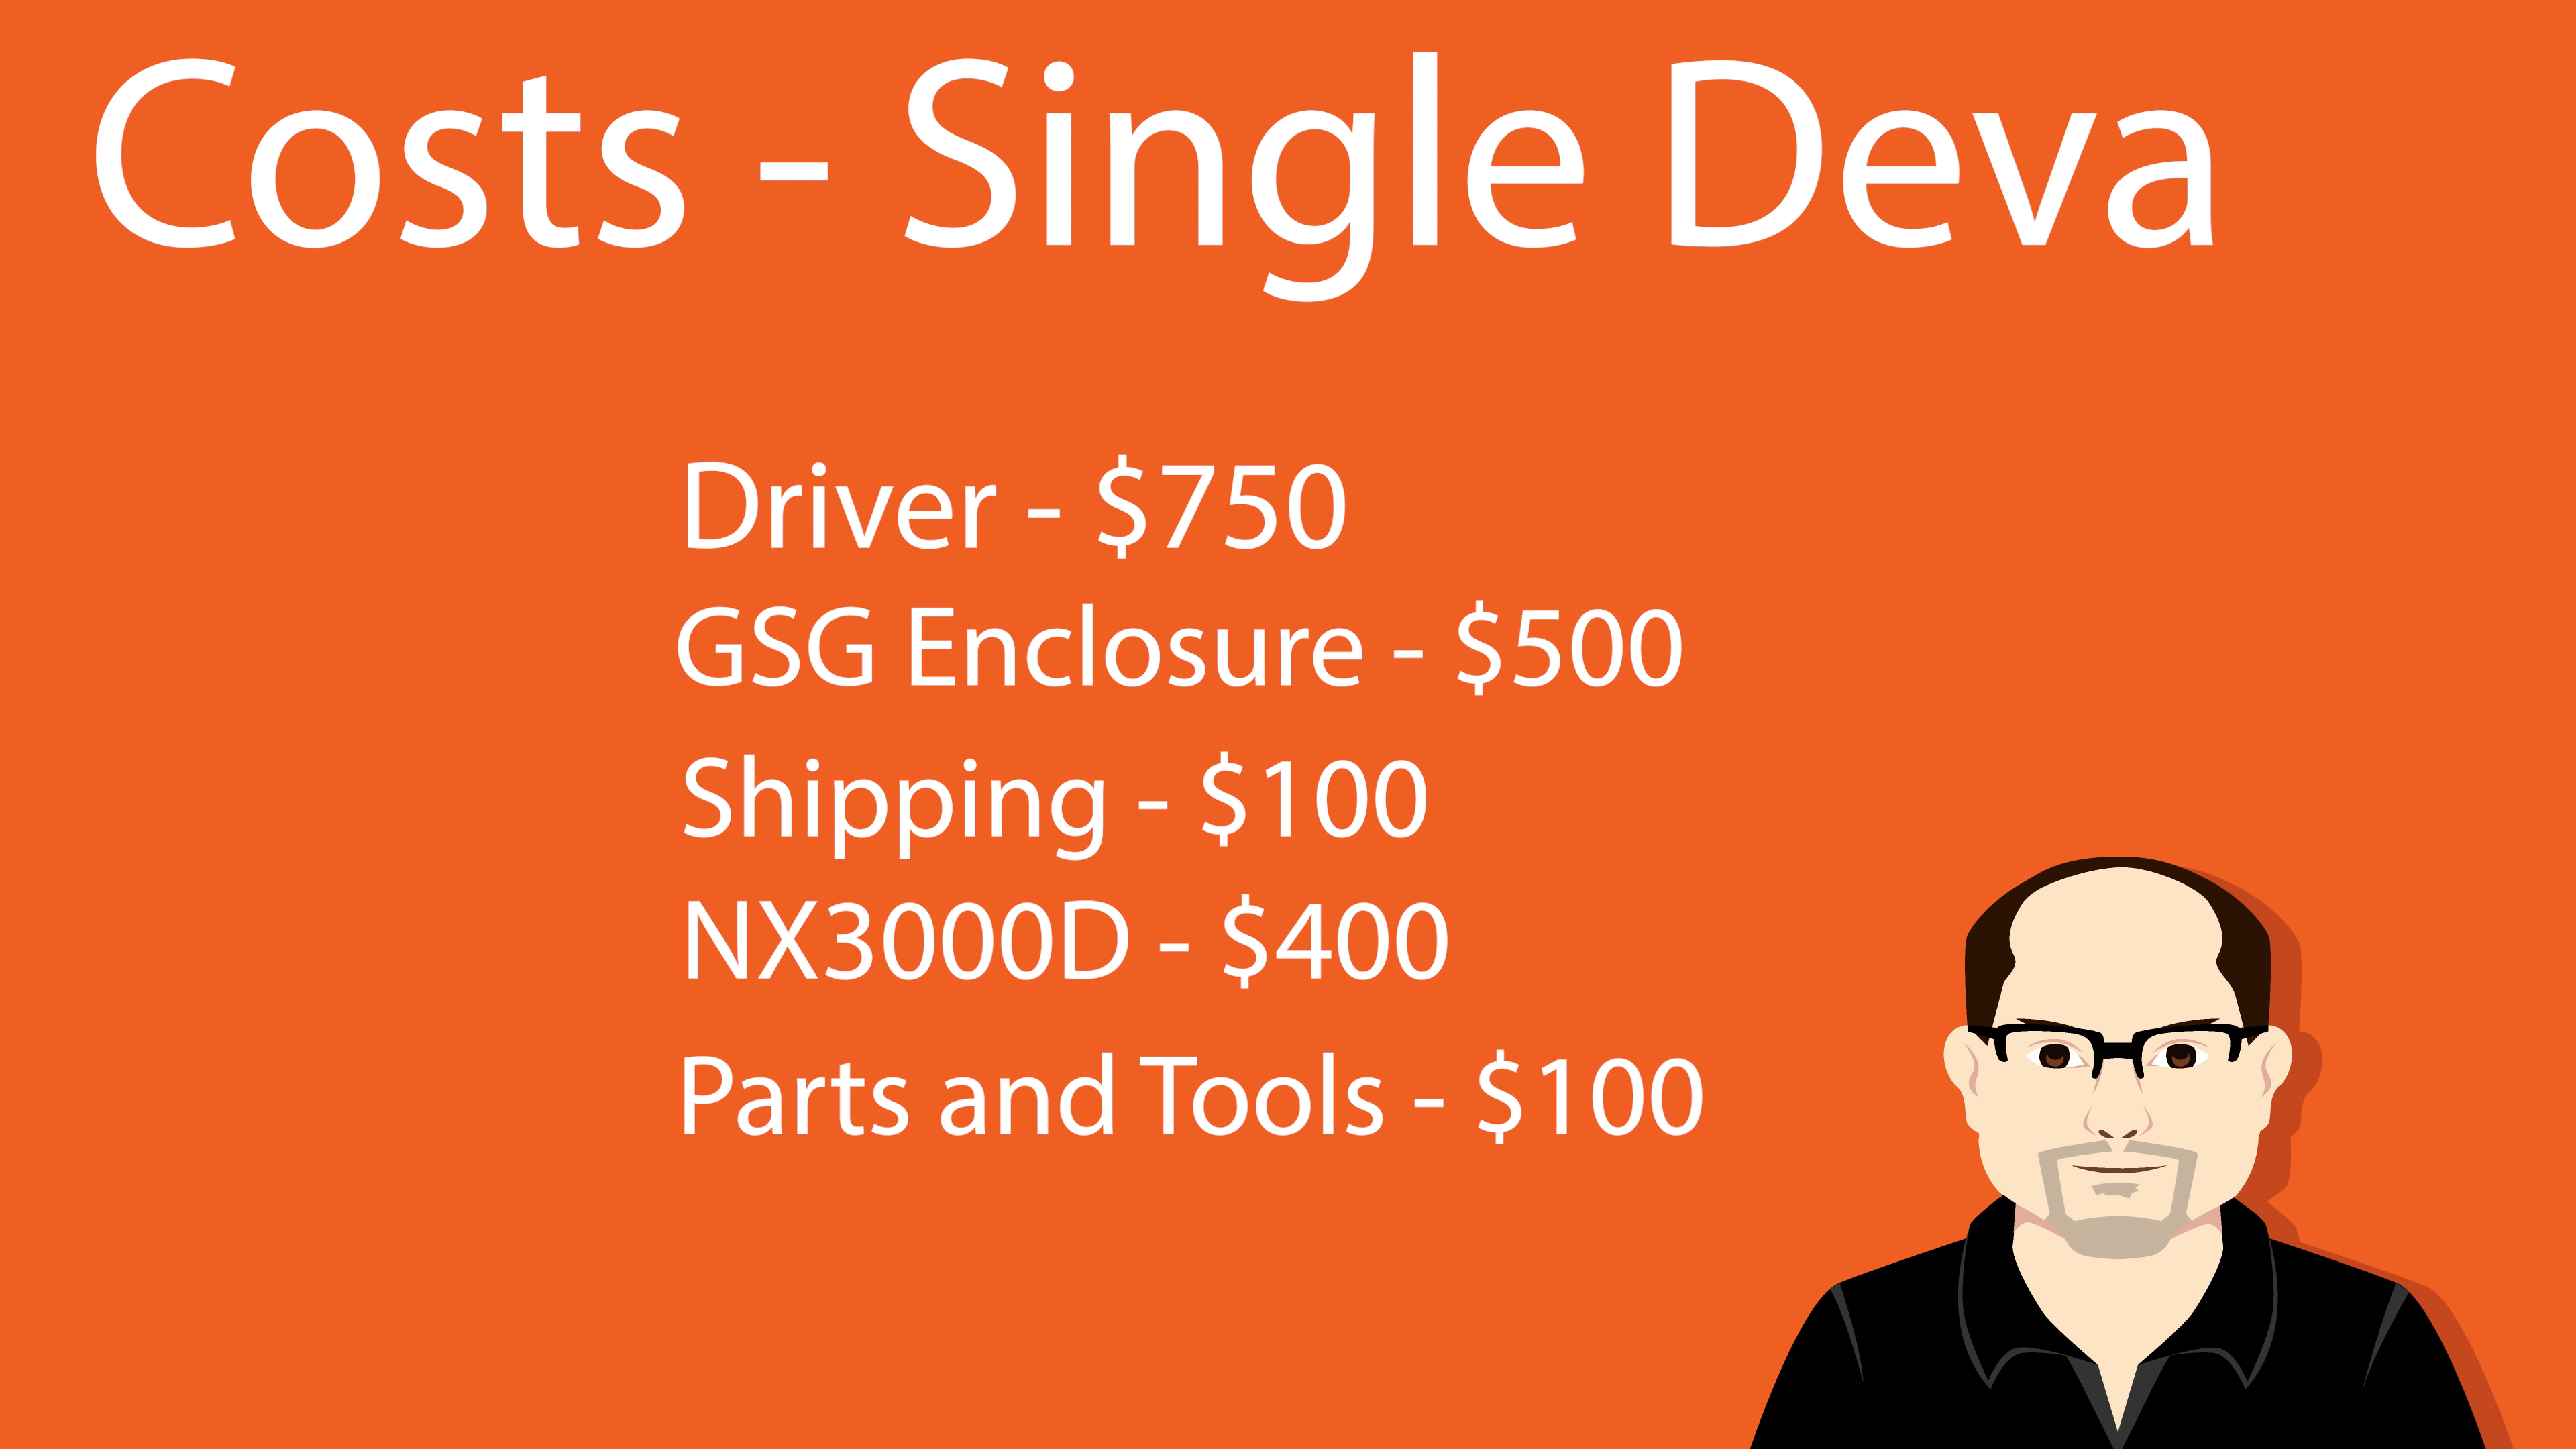 Costs - Single Deva
Driver - $750
GSG Enclosure - $500
Shipping - $100
NX3000D - $400
Parts and Tools - $100